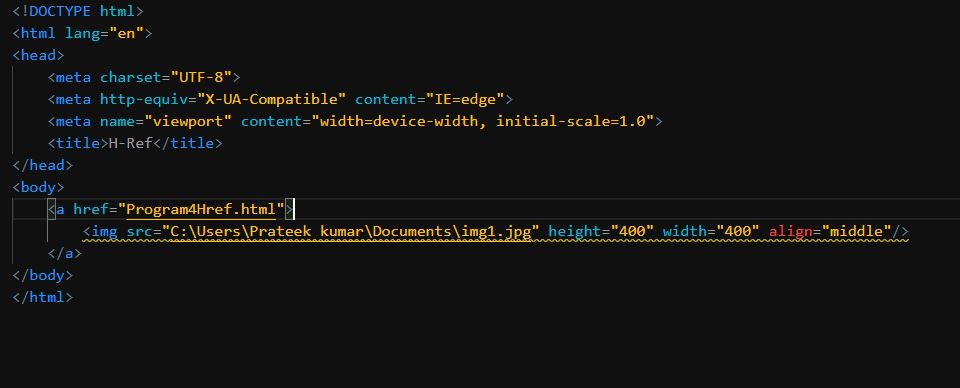 <!DOCTYPE html>
<html lang="en">
<head>
    <meta charset="UTF-8">
    <meta http-equiv="X-UA-Compatible" content="IE=edge">
    <meta name="viewport" content="width=device-width, initial-scale=1.0">
    <title>H-Ref</title>
</head>
<body>
    <a href="Program4Href.html">
        <img src="C:\Users\Prateek kumar\Documents\img1.jpg" height="400" width="400" align="middle"/>
    </a>
</body>
</html>